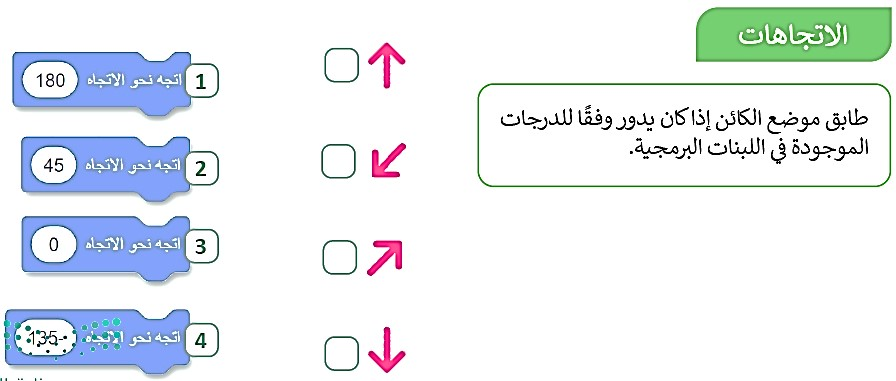 الاتجاهات
طابق موضع الكائن إذا كان يدور وفقًا للدرجات
الموجودة في اللبنات البرمجية.
1 اتجه نحو الاتجاه 180
2 اتجه نحو الاتجاه 45
3 اتجه نحو الاتجاه 0
4 اتجه نحو الاتجاه 135-